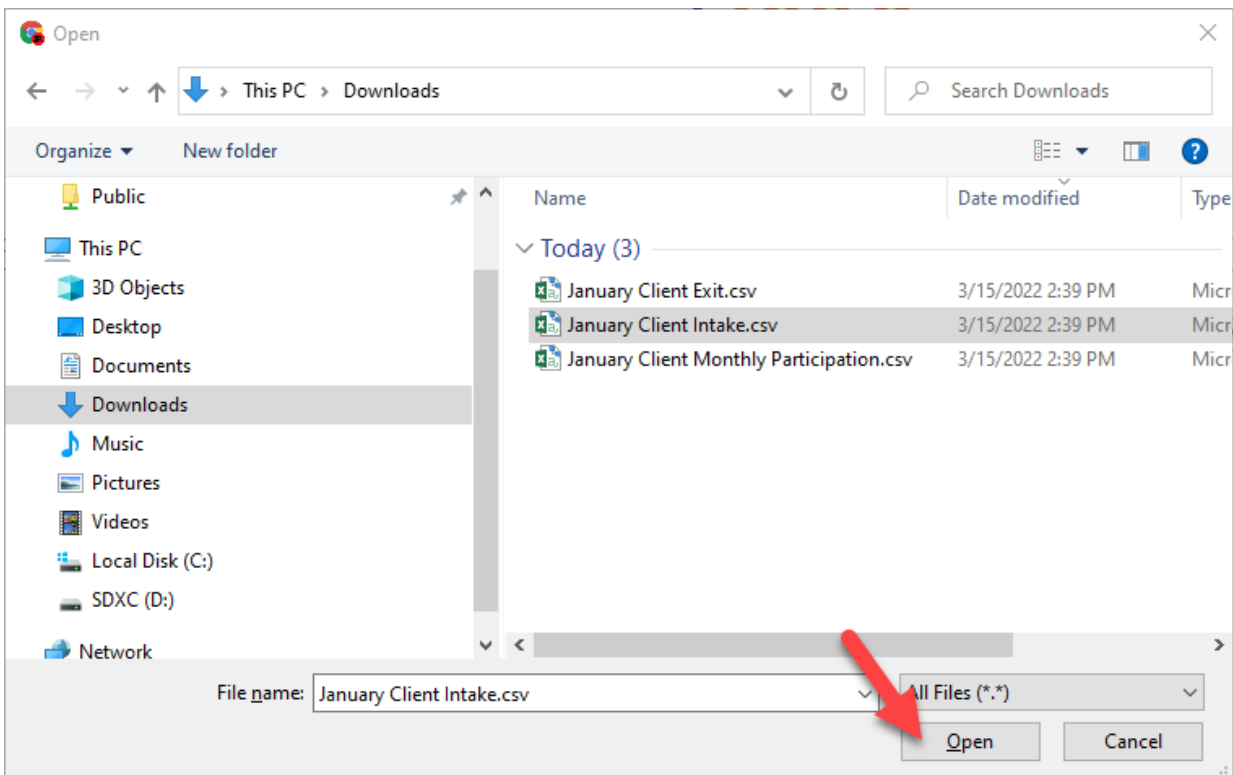 Open
This PC > Downloads
Search Downloads
Organize
New folder
Public
This PC
3D Objects
Desktop
Documents
Downloads
Music
Pictures
Videos
Local Disk (C:)
SDXC (D:)
Network
Name Date modified Type
Today (3)
January Client Exit.csv 3/15/2022 2:39 PM Micr
January Client Intake.csv 3/15/2022 2:39 PM Micr
January Client Monthly Participation.csv 3/15/2022 2:39 PM Micr
File name: January Client Intake.csv
All Files (*.*)
Open
Cancel